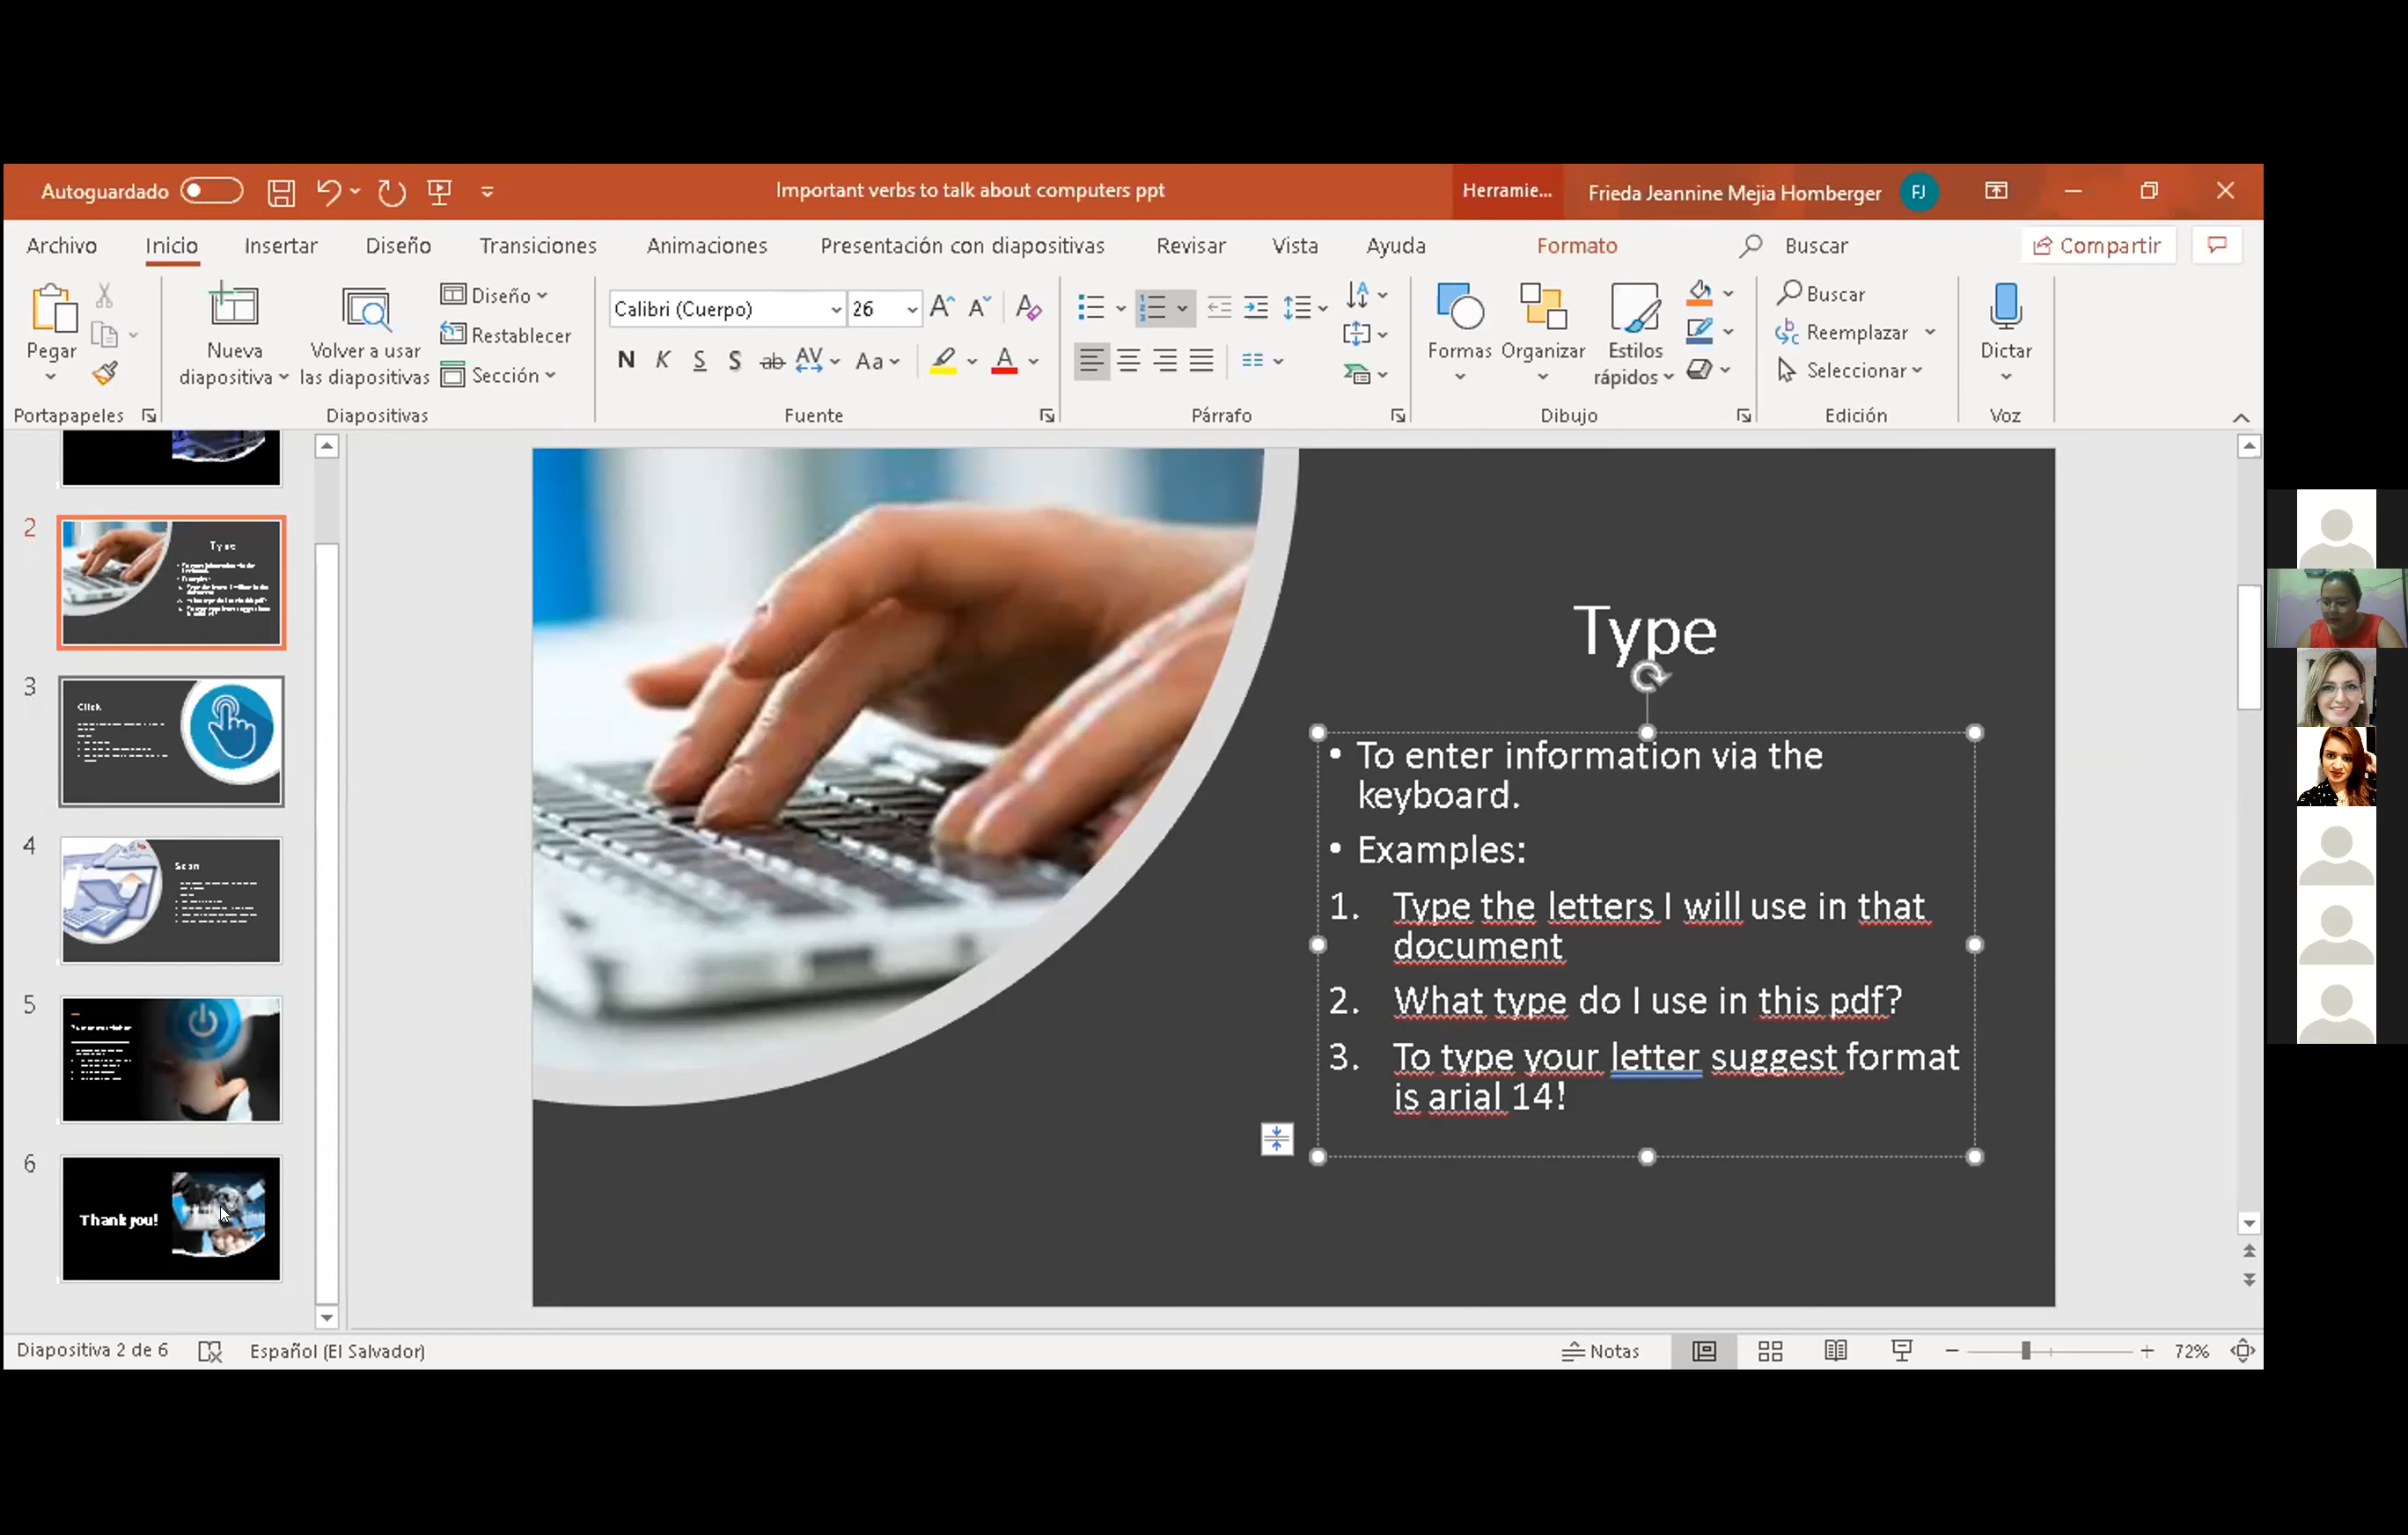 Autoguardado
Important verbs to talk about computers ppt
Herramie...
Frieda Jeannine Mejia Homberger
FJ
Archivo
Inicio
Insertar
Diseño
Transiciones
Animaciones
Presentación con diapositivas
Revisar
Vista
Ayuda
Formato
Buscar
Compartir
Pegar
Nueva
diapositiva
Volver a usar
las diapositivas
Diseño
Restablecer
Sección
Calibri (Cuerpo)
26
N K S S ab AV Aa A
Formas
Organizar
Estilos
rápidos
Buscar
Reemplazar
Seleccionar
Dictar
Portapapeles
Diapositivas
Fuente
Párrafo
Dibujo
Edición
Voz
2
Type
3
Click
4
Scan
5
6
Thank you!
Type
• To enter information via the
keyboard.
• Examples:
1. Type the letters I will use in that
document
2. What type do I use in this pdf?
3. To type your letter suggest format
is arial 14!
Diapositiva 2 de 6
Español (El Salvador)
Notas
72%